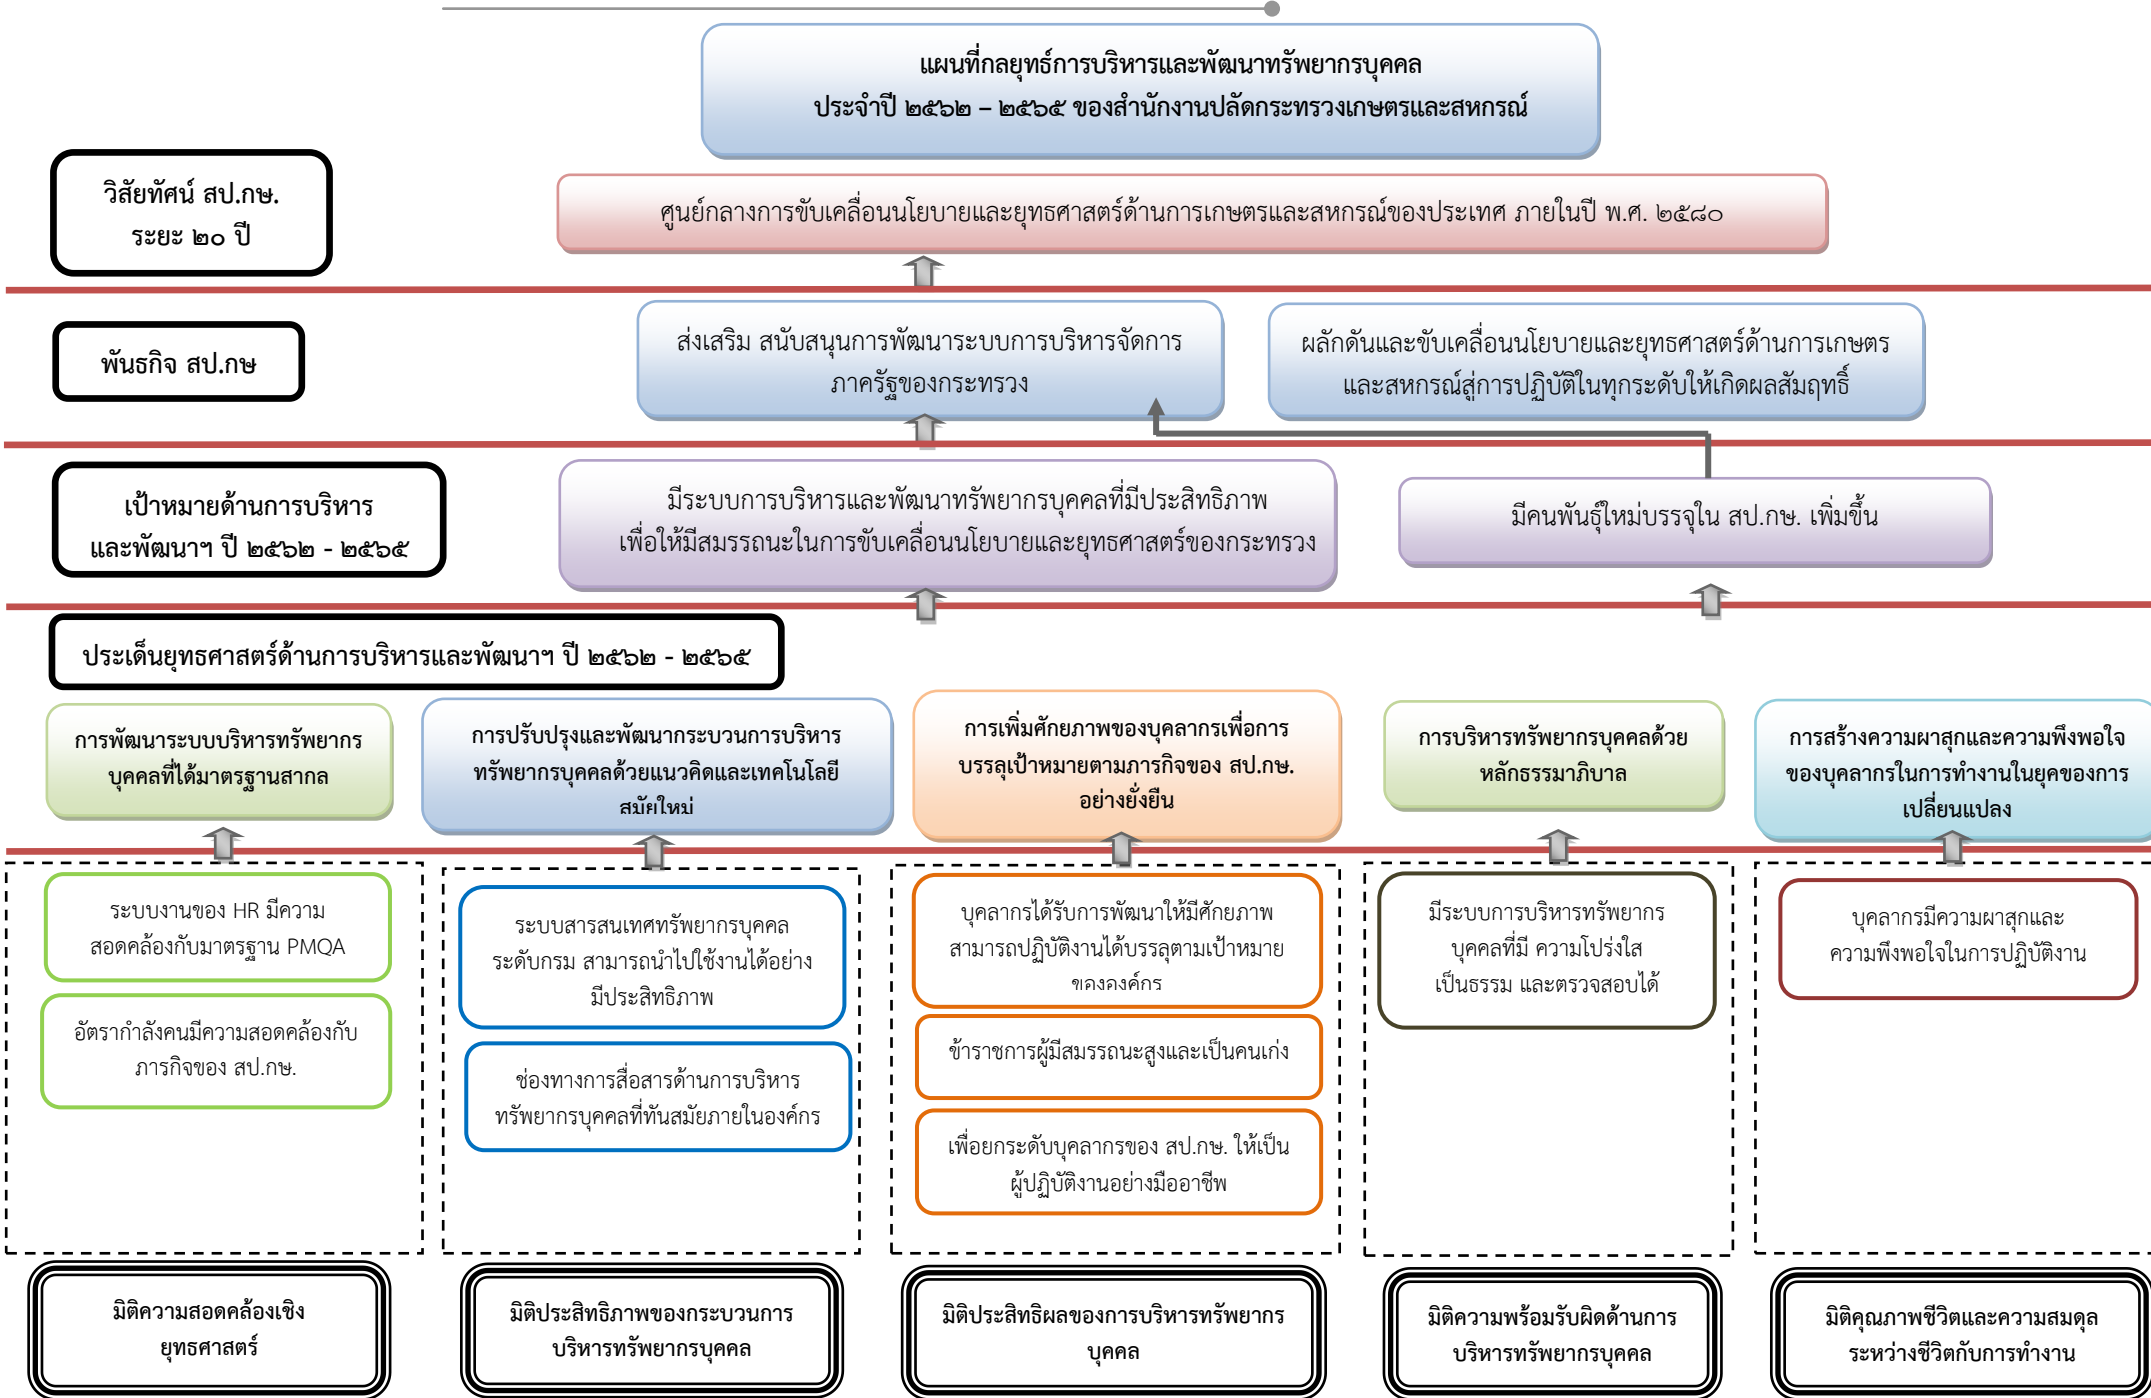 แผนที่กลยุทธ์การบริหารและพัฒนาทรัพยากรบุคคล
ประจำปี ๒๕๖๒ – ๒๕๖๕ ของสำนักงานปลัดกระทรวงเกษตรและสหกรณ์
วิสัยทัศน์ สป.กษ.
ระยะ ๒๐ ปี
ศูนย์กลางการขับเคลื่อนนโยบายและยุทธศาสตร์ด้านการเกษตรและสหกรณ์ของประเทศ ภายในปี พ.ศ. ๒๕๘๐
พันธกิจ สป.กษ
ส่งเสริม สนับสนุนการพัฒนาระบบการบริหารจัดการ
ภาครัฐของกระทรวง
ผลักดันและขับเคลื่อนนโยบายและยุทธศาสตร์ด้านการเกษตร
และสหกรณ์สู่การปฏิบัติในทุกระดับให้เกิดผลสัมฤทธิ์
เป้าหมายด้านการบริหาร
และพัฒนาฯ ปี ๒๕๖๒ - ๒๕๖๕
มีระบบการบริหารและพัฒนาทรัพยากรบุคคลที่มีประสิทธิภาพ
เพื่อให้มีสมรรถนะในการขับเคลื่อนนโยบายและยุทธศาสตร์ของกระทรวง
มีคนพันธุ์ใหม่บรรจุใน สป.กษ. เพิ่มขึ้น
ประเด็นยุทธศาสตร์ด้านการบริหารและพัฒนาฯ ปี ๒๕๖๒ - ๒๕๖๕
การพัฒนาระบบบริหารทรัพยากร
บุคคลที่ได้มาตรฐานสากล
การปรับปรุงและพัฒนากระบวนการบริหาร
ทรัพยากรบุคคลด้วยแนวคิดและเทคโนโลยี
สมัยใหม่
การเพิ่มศักยภาพของบุคลากรเพื่อการ
บรรลุเป้าหมายตามภารกิจของ สป.กษ.
อย่างยั่งยืน
การบริหารทรัพยากรบุคคลด้วย
หลักธรรมาภิบาล
การสร้างความผาสุกและความพึงพอใจ
ของบุคลากรในการทำงานในยุคของการ
เปลี่ยนแปลง
ระบบงานของ HR มีความ
สอดคล้องกับมาตรฐาน PMQA
อัตรากำลังคนมีความสอดคล้องกับ
ภารกิจของ สป.กษ.
ระบบสารสนเทศทรัพยากรบุคคล
ระดับกรม สามารถนำไปใช้งานได้อย่าง
มีประสิทธิภาพ
ช่องทางการสื่อสารด้านการบริหาร
ทรัพยากรบุคคลที่ทันสมัยภายในองค์กร
บุคลากรได้รับการพัฒนาให้มีศักยภาพ
สามารถปฏิบัติงานได้บรรลุตามเป้าหมาย
ขององค์กร
ข้าราชการผู้มีสมรรถนะสูงและเป็นคนเก่ง
เพื่อยกระดับบุคลากรของ สป.กษ. ให้เป็น
ผู้ปฏิบัติงานอย่างมืออาชีพ
มีระบบการบริหารทรัพยากร
บุคคลที่มี ความโปร่งใส
เป็นธรรม และตรวจสอบได้
บุคลากรมีความผาสุกและ
ความพึงพอใจในการปฏิบัติงาน
มิติความสอดคล้องเชิง
ยุทธศาสตร์
มิติประสิทธิภาพของกระบวนการ
บริหารทรัพยากรบุคคล
มิติประสิทธิผลของการบริหารทรัพยากร
บุคคล
มิติความพร้อมรับผิดด้านการ
บริหารทรัพยากรบุคคล
มิติคุณภาพชีวิตและความสมดุล
ระหว่างชีวิตกับการทำงาน